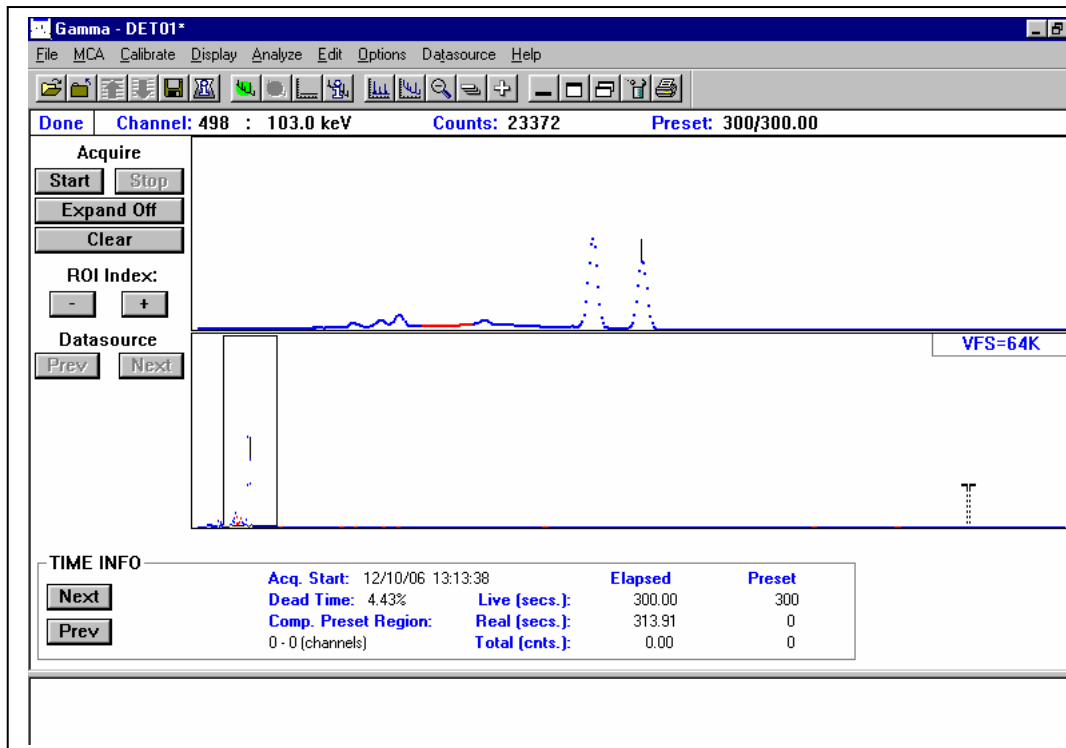 Gamma - DET01*
File MCA Calibrate Display Analyze Edit Options Datasource Help
Done Channel: 498 : 103.0 keV Counts: 23372 Preset: 300/300.00
Acquire
Start Stop
Expand Off
Clear
ROI Index:
- +
Datasource
Prev Next
VFS=64K
TIME INFO
Next
Prev
Acq. Start: 12/10/06 13:13:38 Elapsed Preset
Dead Time: 4.43% Live (secs.): 300.00 300
Comp. Preset Region: Real (secs.): 313.91 0
0 - 0 (channels) Total (cnts.): 0.00 0